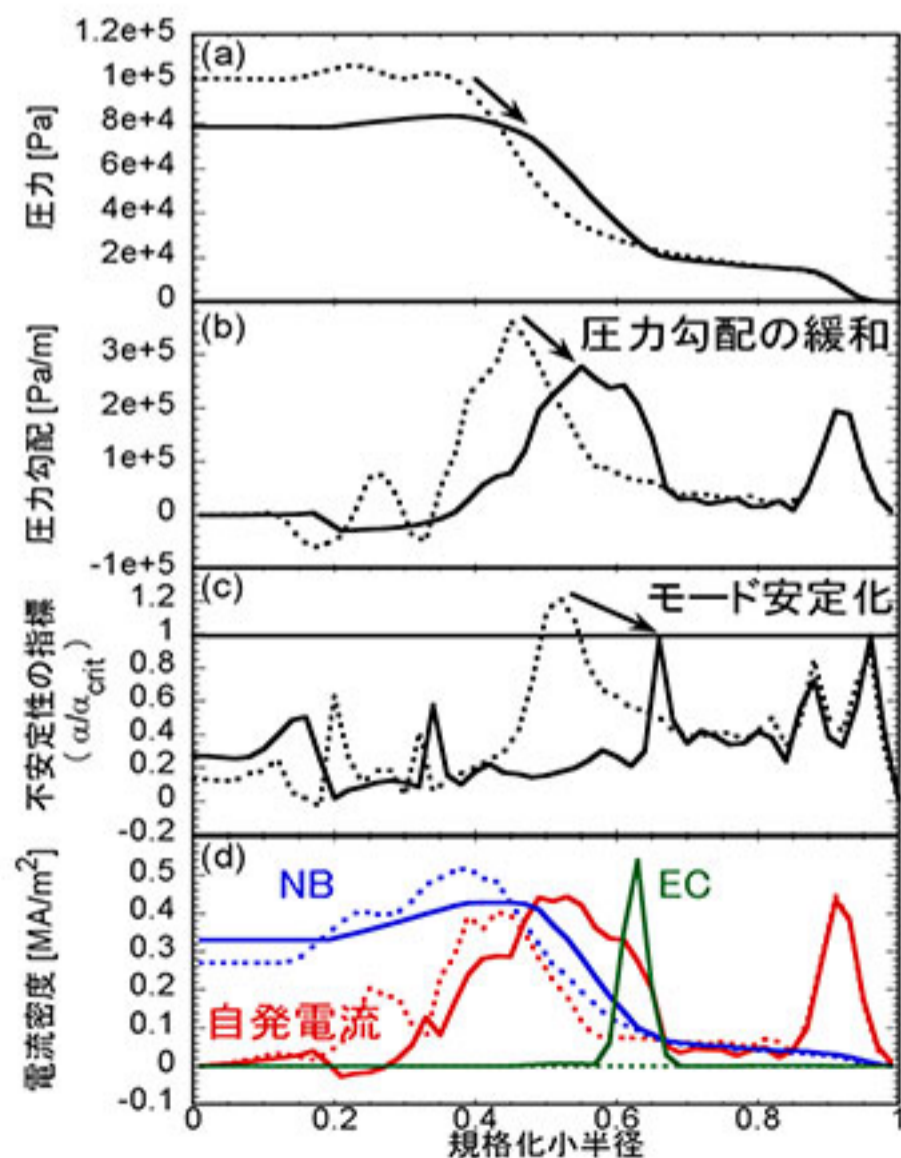 (a)
圧力 [Pa]
1.2e+5
1e+5
8e+4
6e+4
4e+4
2e+4
0
(b)
圧力勾配の緩和
圧力勾配 [Pa/m]
3e+5
2e+5
1e+5
0
-1e+5
(c)
モード安定化
不安定性の指標
(α/αcrit)
1.2
1
0.8
0.6
0.4
0.2
0
-0.2
(d)
NB
EC
自発電流
電流密度 [MA/m²]
0.5
0.4
0.3
0.2
0.1
0
-0.1
0 0.2 0.4 0.6 0.8 1
規格化小半径